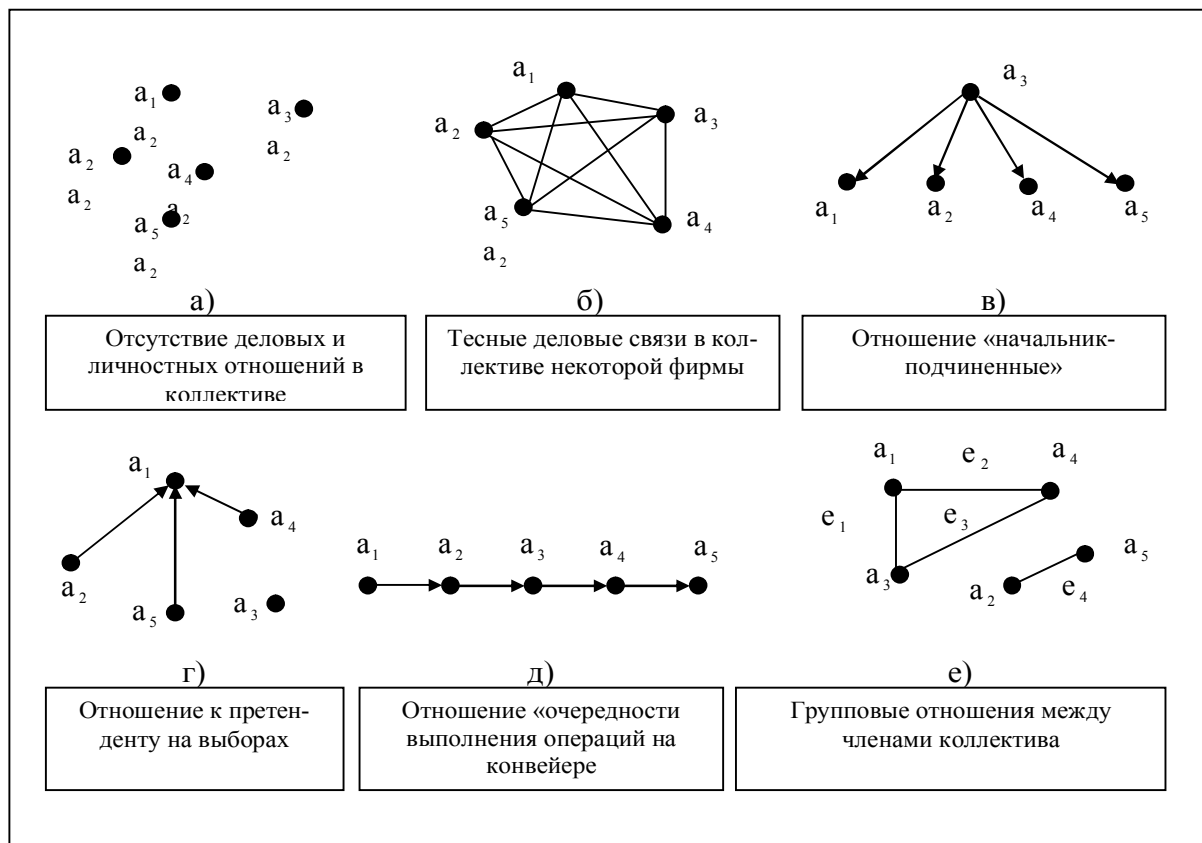 a1
a3
a2
a2
a2
a2
a4
a2
a5
a2
a2
а)
Отсутствие деловых и
личностных отношений в
коллективе
a1
a2
a3
a5
a4
a2
б)
Тесные деловые связи в кол-
лективе некоторой фирмы
a3
a1
a2
a4
a5
в)
Отношение «начальник-
подчиненные»
a1
a4
a2
a5
a3
г)
Отношение к претен-
денту на выборах
a1 a2 a3 a4 a5
д)
Отношение «очередности
выполнения операций на
конвейере
a1
e2
a4
e1
e3
a3
a5
a2
e4
е)
Групповые отношения между
членами коллектива